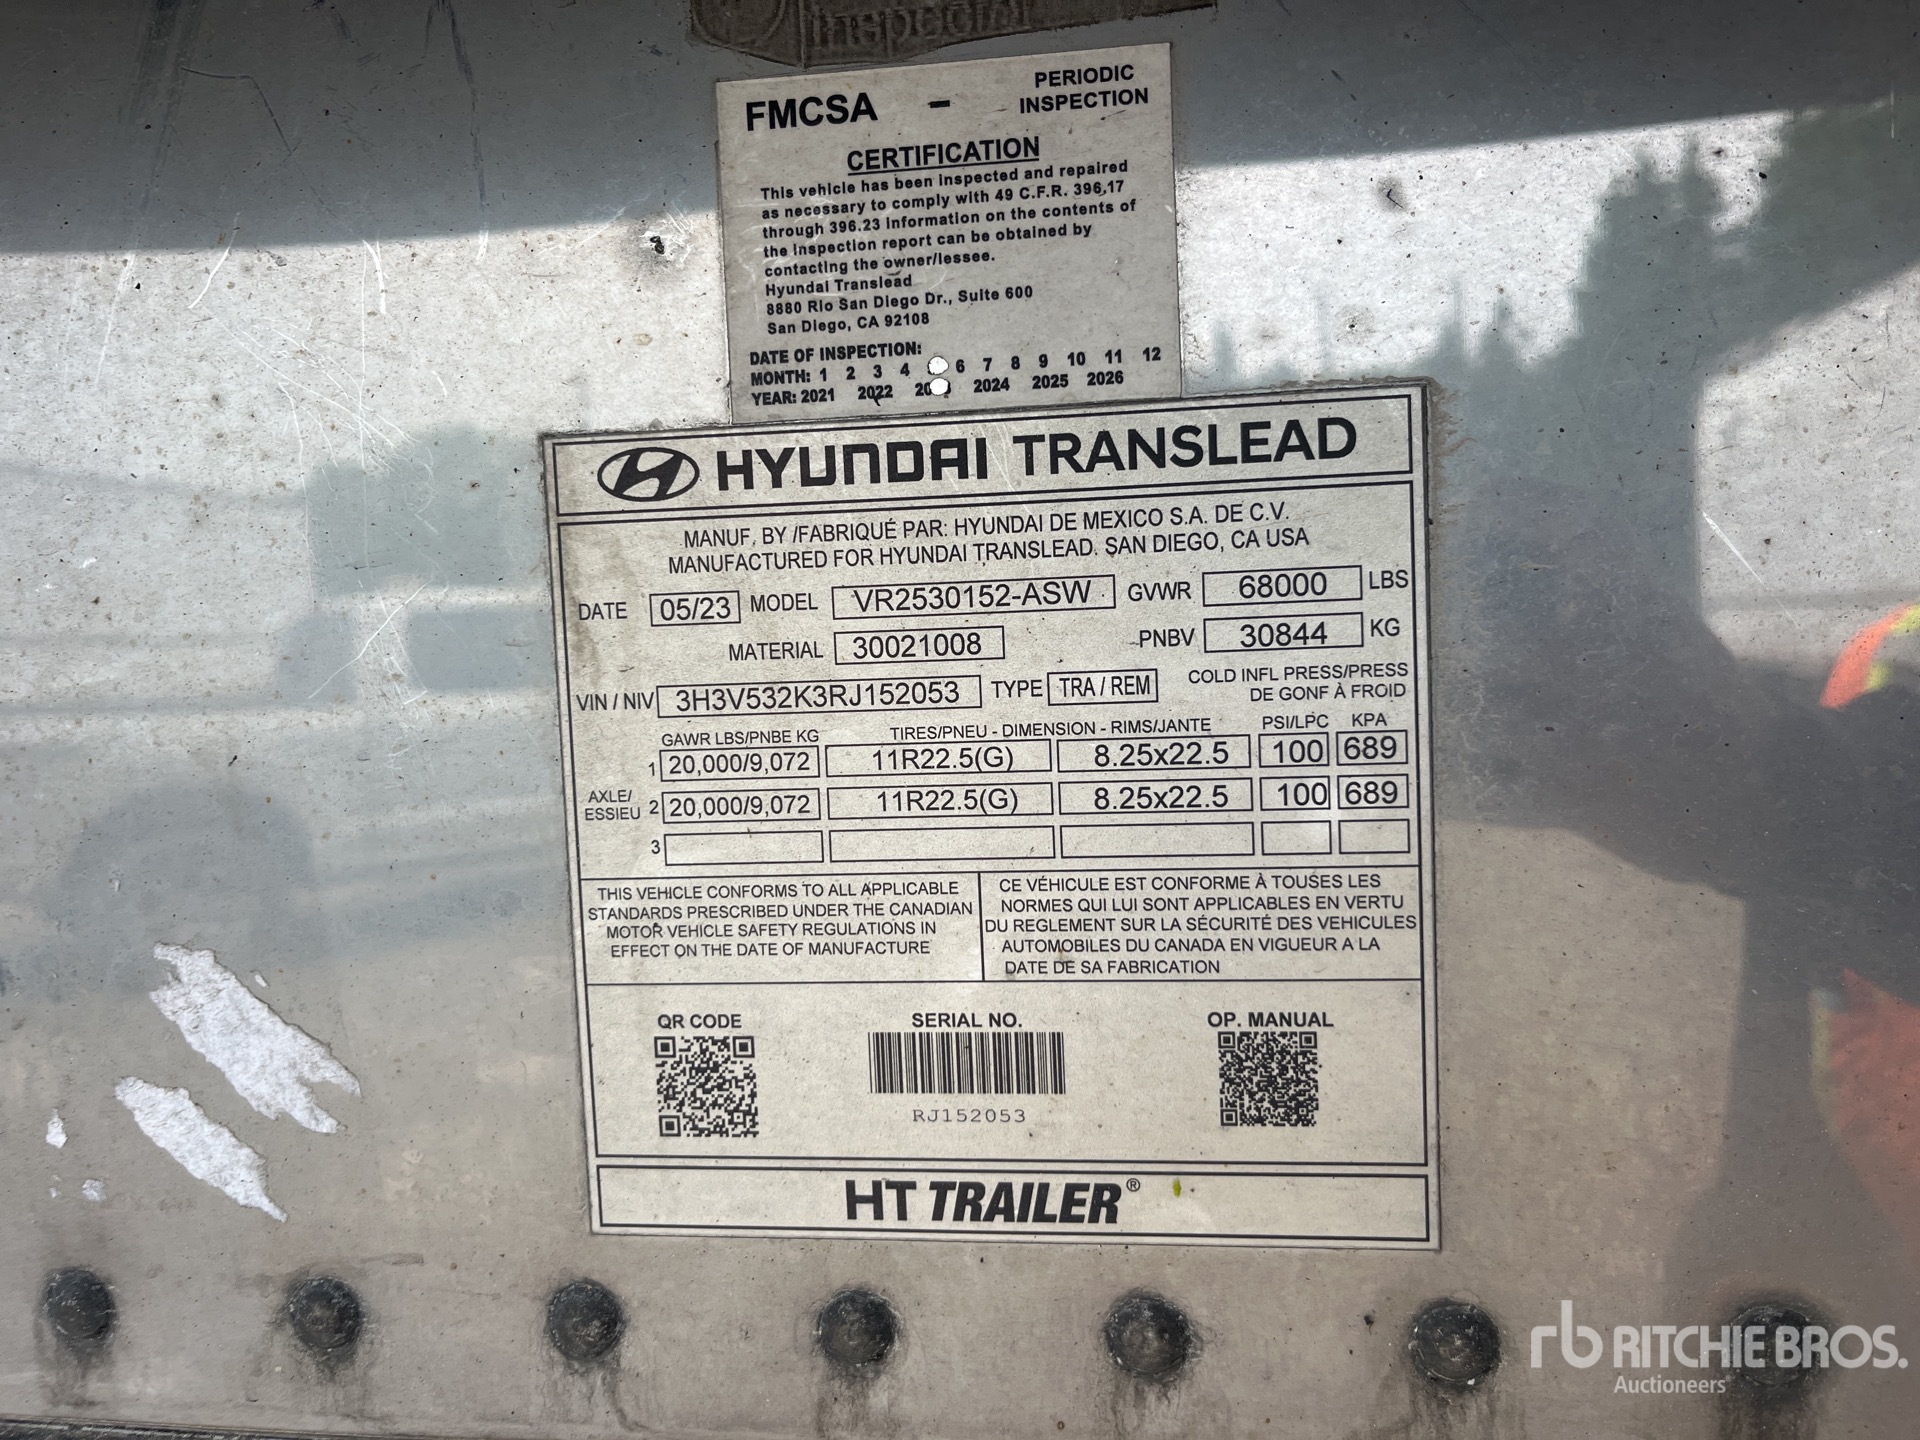 Inspection
FMCSA - PERIODIC INSPECTION
CERTIFICATION
This vehicle has been inspected and repaired
as necessary to comply with 49 C.F.R. 396.17
through 396.23 Information on the contents of
the inspection report can be obtained by
contacting the owner/lessee.
Hyundai Translead
8880 Rio San Diego Dr., Suite 600
San Diego, CA 92108
DATE OF INSPECTION:
MONTH: 1 2 3 4 6 7 8 9 10 11 12
YEAR: 2021 2022 2024 2025 2026
HYUNDAI TRANSLEAD
MANUF. BY /FABRIQUÉ PAR: HYUNDAI DE MEXICO S.A. DE C.V.
MANUFACTURED FOR HYUNDAI TRANSLEAD. SAN DIEGO, CA USA
DATE 05/23 MODEL VR2530152-ASW GVWR 68000 LBS
MATERIAL 30021008 PNBV 30844 KG
VIN / NIV 3H3V532K3RJ152053 TYPE TRA / REM COLD INFL PRESS/PRESS
DE GONF À FROID
GAWR LBS/PNBE KG TIRES/PNEU - DIMENSION - RIMS/JANTE PSI/LPC KPA
1 20,000/9,072 11R22.5(G) 8.25x22.5 100 689
AXLE/
ESSIEU 2 20,000/9,072 11R22.5(G) 8.25x22.5 100 689
3
THIS VEHICLE CONFORMS TO ALL APPLICABLE
STANDARDS PRESCRIBED UNDER THE CANADIAN
MOTOR VEHICLE SAFETY REGULATIONS IN
EFFECT ON THE DATE OF MANUFACTURE
CE VÉHICULE EST CONFORME À TOUSES LES
NORMES QUI LUI SONT APPLICABLES EN VERTU
DU REGLEMENT SUR LA SÉCURITÉ DES VEHICULES
AUTOMOBILES DU CANADA EN VIGUEUR A LA
DATE DE SA FABRICATION
QR CODE SERIAL NO. OP. MANUAL
RJ152053
HT TRAILER®
rb RITCHIE BROS.
Auctioneers